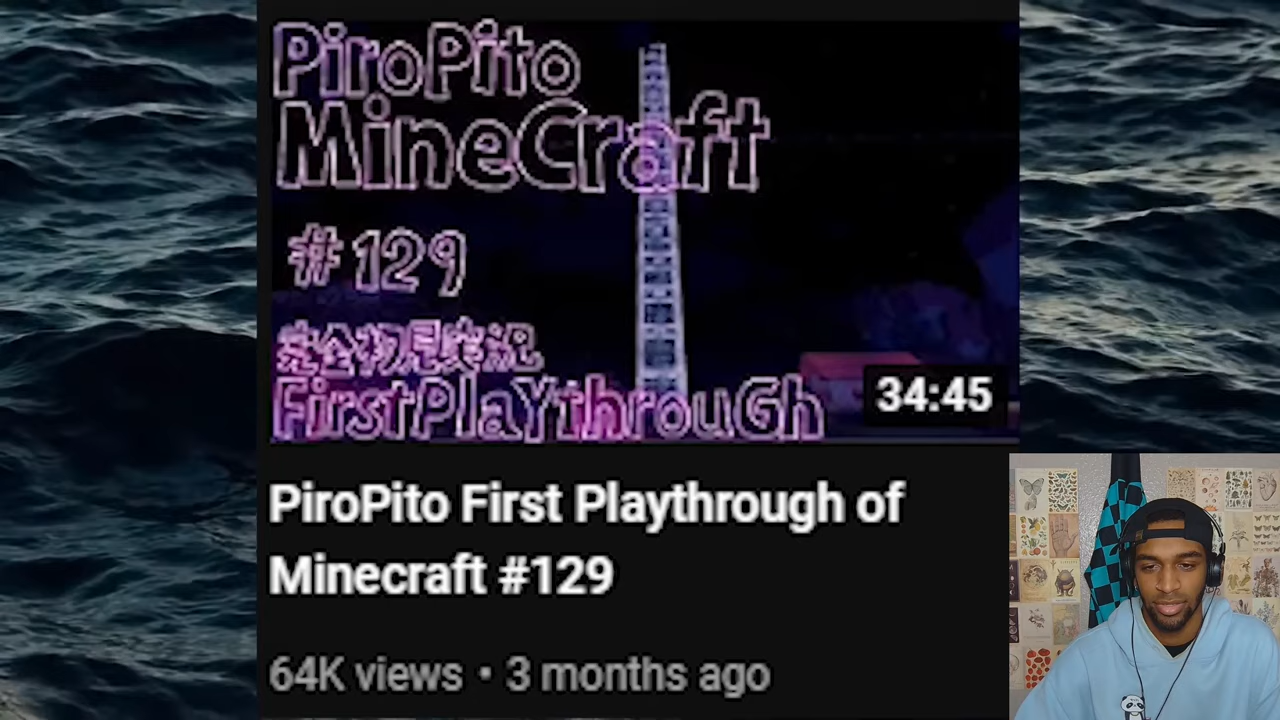 PiroPito
MineCraft
#129
完全初見実況
FirstPlaYthrouGh
34:45
PiroPito First Playthrough of
Minecraft #129
64K views • 3 months ago